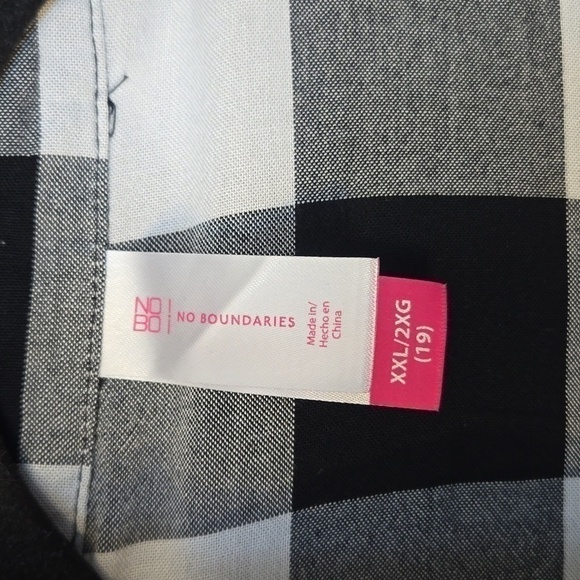 NO
BO
NO BOUNDARIES
Made in/
Hecho en
China
XXL/2XG
(19)